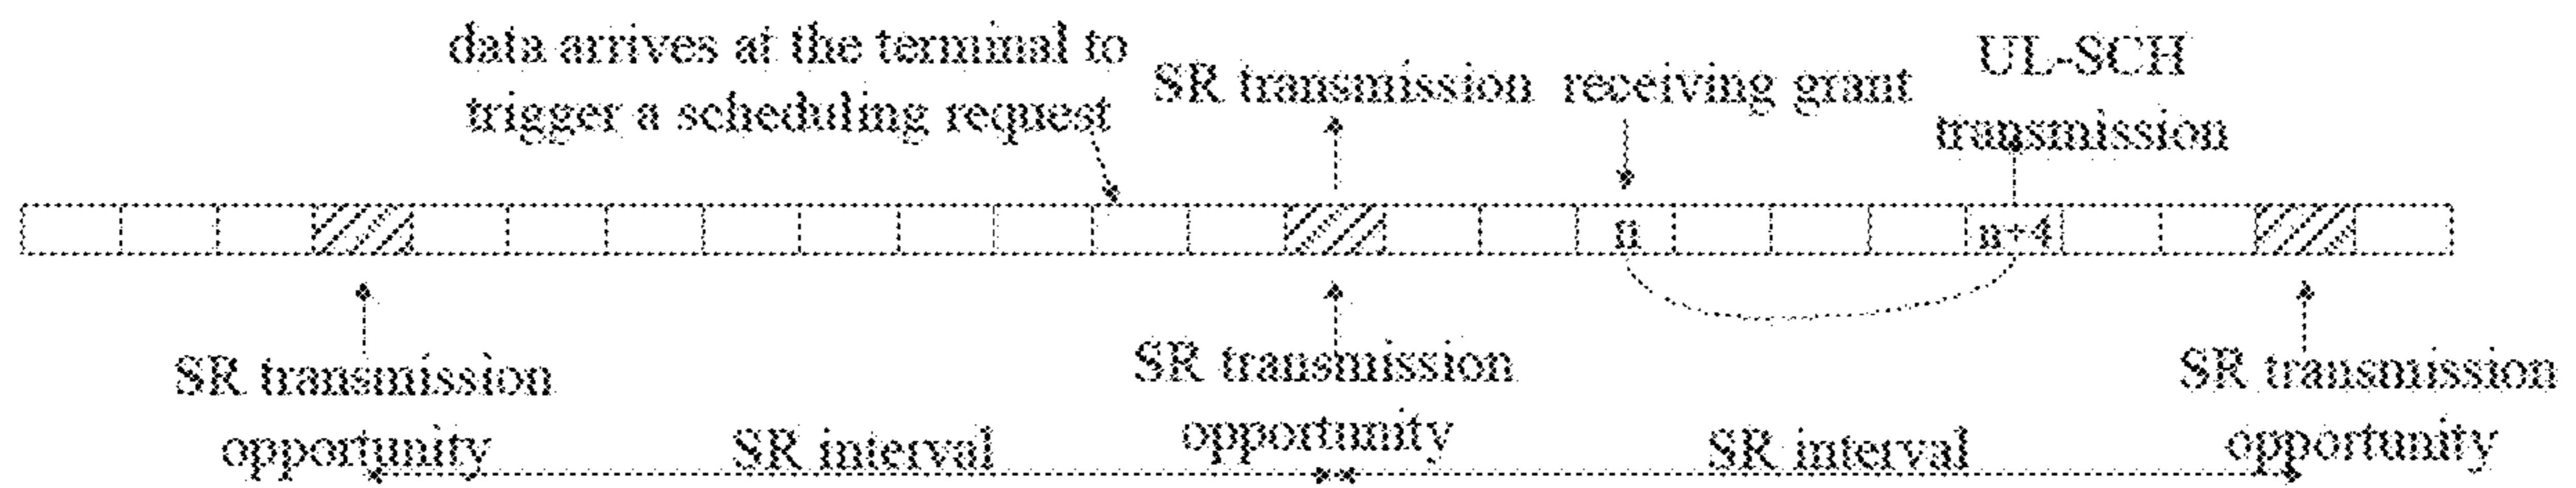 data arrives at the terminal to
trigger a scheduling request
SR transmission
receiving grant
UL-SCH
transmission
n
n+4
SR transmission
opportunity
SR interval
SR transmission
opportunity
SR interval
SR transmission
opportunity